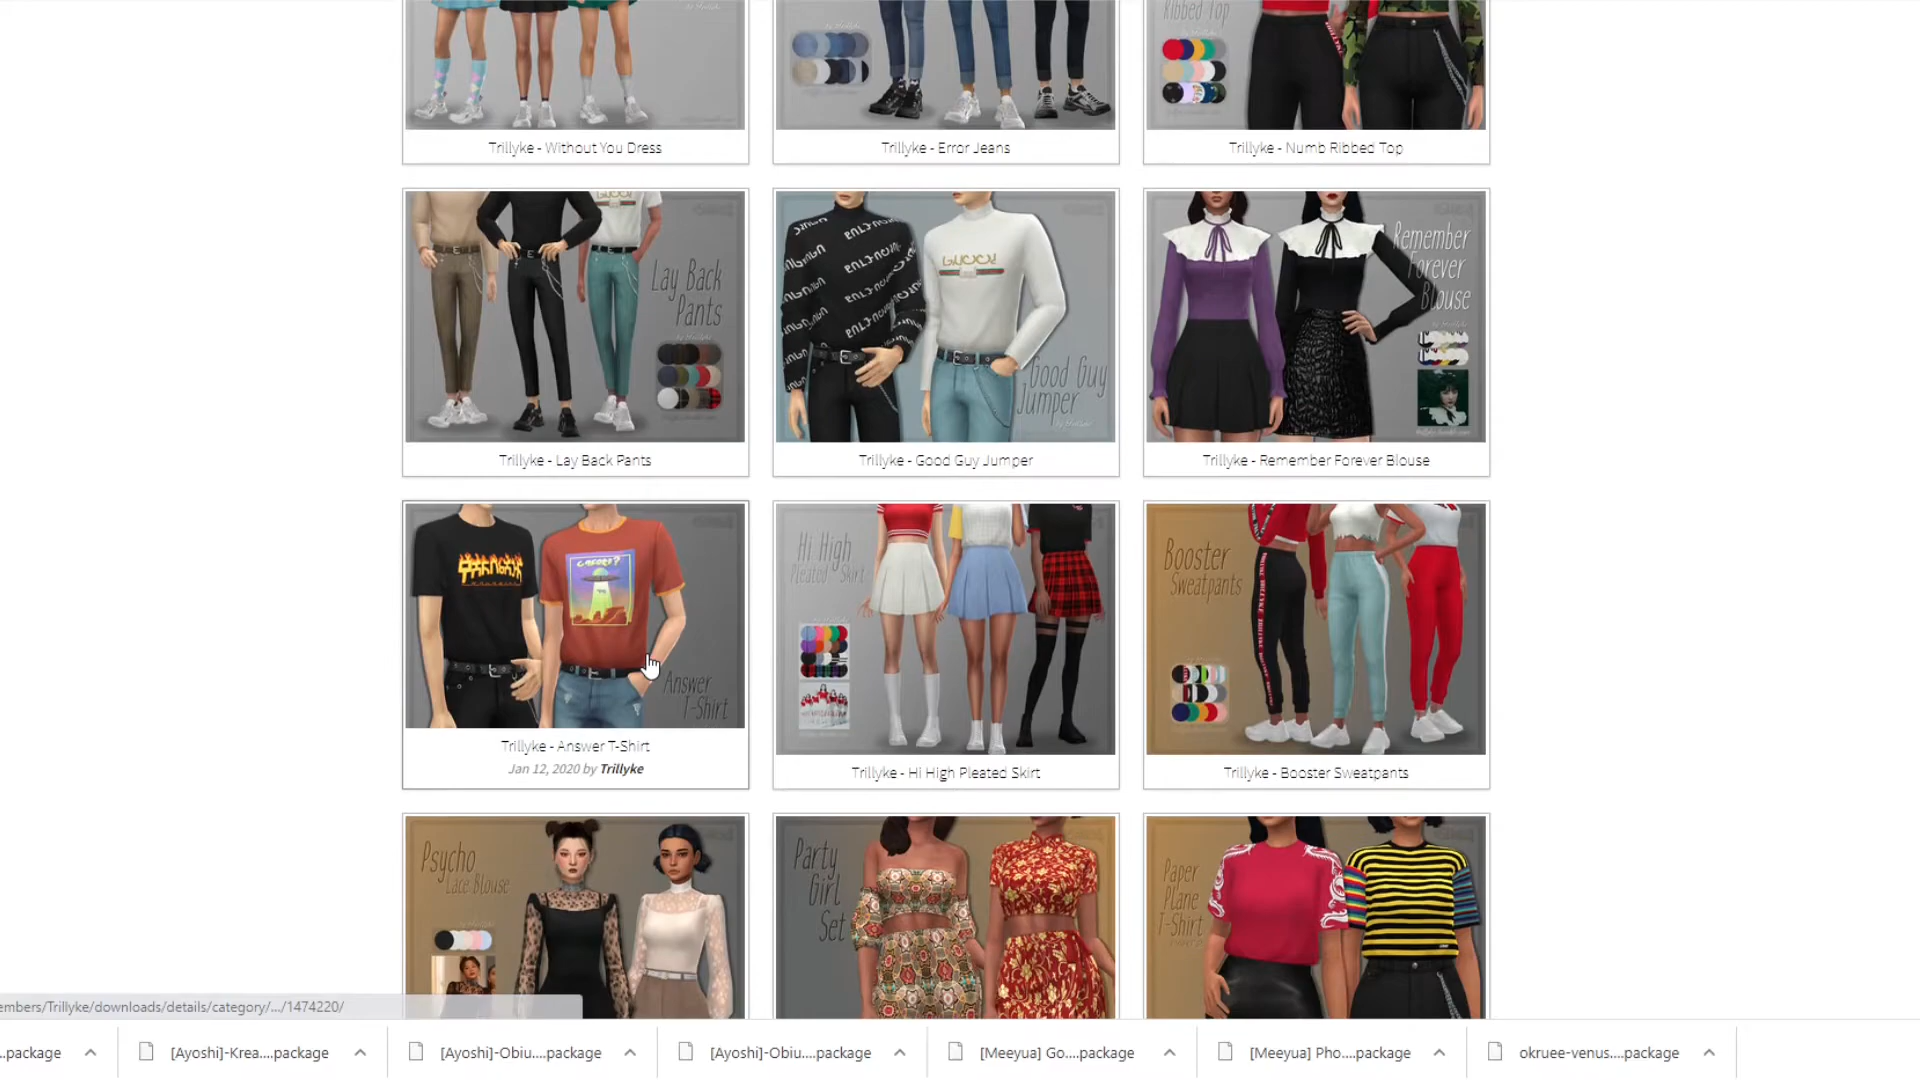 Ribbed Top
Trillyke - Without You Dress
Trillyke - Error Jeans
Trillyke - Numb Ribbed Top
Lay Back
Pants
Good Guy
Jumper
Remember
Forever
Blouse
Trillyke - Lay Back Pants
Trillyke - Good Guy Jumper
Trillyke - Remember Forever Blouse
Answer
T-Shirt
Hi High
Pleated Skirt
Booster
Sweatpants
Trillyke - Answer T-Shirt
Jan 12, 2020 by Trillyke
Trillyke - Hi High Pleated Skirt
Trillyke - Booster Sweatpants
Psycho
Lace Blouse
Party
Girl
Set
Paper
Plane
T-Shirt
embers/Trillyke/downloads/details/category/.../1474220/
..package
[Ayoshi]-Krea....package
[Ayoshi]-Obiu....package
[Ayoshi]-Obiu....package
[Meeyua] Go....package
[Meeyua] Pho....package
okruee-venus....package